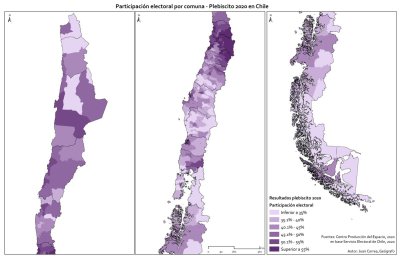 Participación electoral por comuna - Plebiscito 2020 en Chile
Resultados plebiscito 2020
Participación electoral
Inferior a 35%
35.1% - 40%
40.1% - 45%
45.1% - 50%
50.1% - 55%
Superior a 55%
Fuentes: Centro Producción del Espacio, 2020
en base Servicio Electoral de Chile, 2020
Autor: Juan Correa, Geógrafo